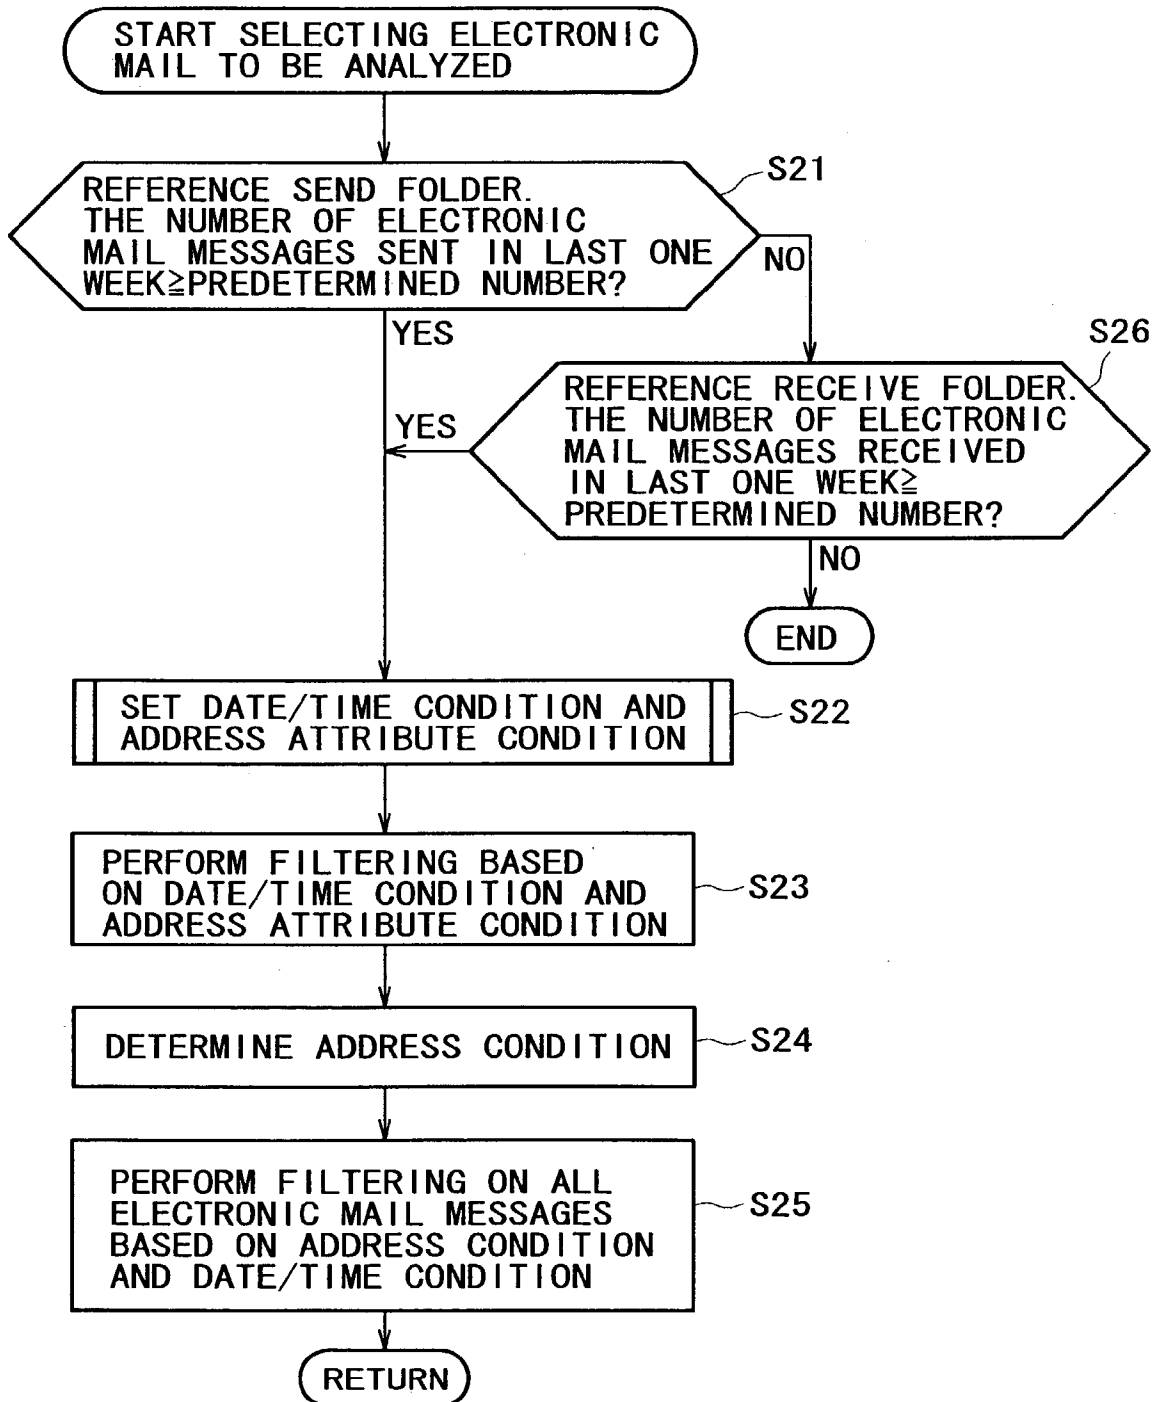 START SELECTING ELECTRONIC
MAIL TO BE ANALYZED
S21
REFERENCE SEND FOLDER.
THE NUMBER OF ELECTRONIC
MAIL MESSAGES SENT IN LAST ONE
WEEK≧PREDETERMINED NUMBER?
NO
YES
S26
REFERENCE RECEIVE FOLDER.
THE NUMBER OF ELECTRONIC
MAIL MESSAGES RECEIVED
IN LAST ONE WEEK≧
PREDETERMINED NUMBER?
YES
NO
END
SET DATE/TIME CONDITION AND
ADDRESS ATTRIBUTE CONDITION
S22
PERFORM FILTERING BASED
ON DATE/TIME CONDITION AND
ADDRESS ATTRIBUTE CONDITION
S23
DETERMINE ADDRESS CONDITION
S24
PERFORM FILTERING ON ALL
ELECTRONIC MAIL MESSAGES
BASED ON ADDRESS CONDITION
AND DATE/TIME CONDITION
S25
RETURN